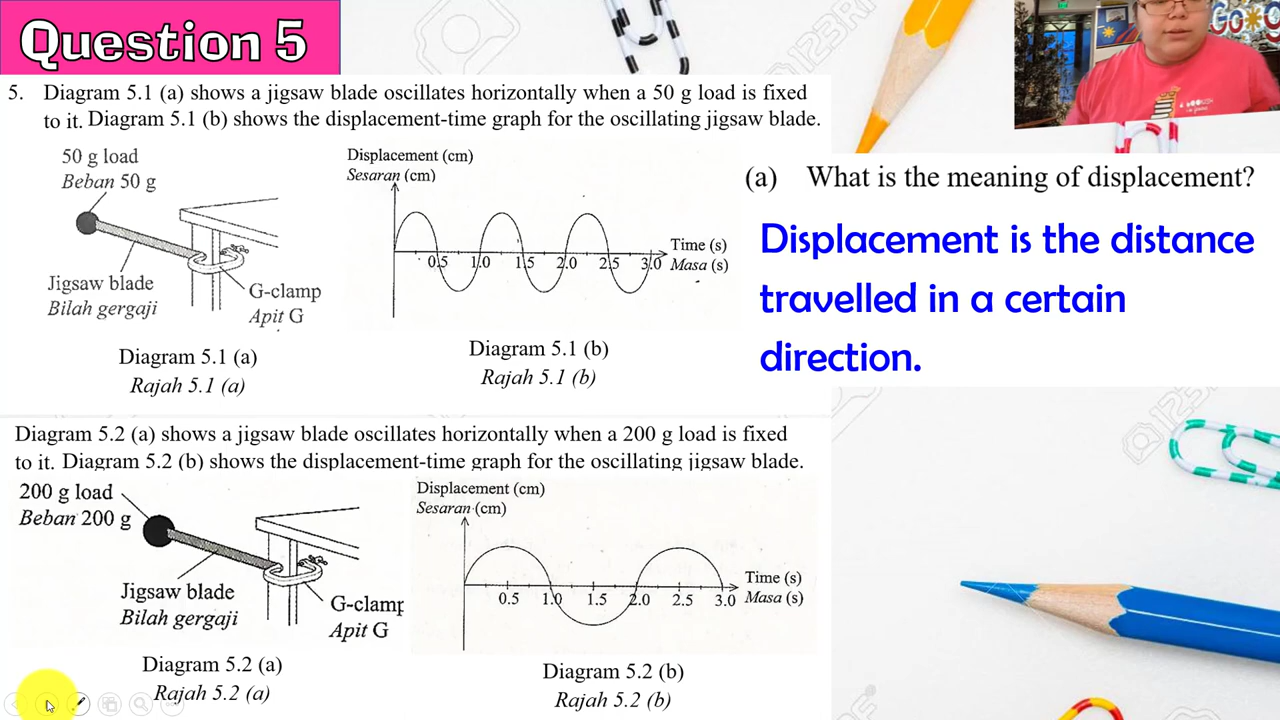 Question 5
5. Diagram 5.1 (a) shows a jigsaw blade oscillates horizontally when a 50 g load is fixed
to it. Diagram 5.1 (b) shows the displacement-time graph for the oscillating jigsaw blade.
50 g load
Beban 50 g
Jigsaw blade
Bilah gergaji
G-clamp
Apit G
Diagram 5.1 (a)
Rajah 5.1 (a)
Displacement (cm)
Sesaran (cm)
0.5 1.0 1.5 2.0 2.5 3.0
Time (s)
Masa (s)
Diagram 5.1 (b)
Rajah 5.1 (b)
(a) What is the meaning of displacement?
Displacement is the distance
travelled in a certain
direction.
Diagram 5.2 (a) shows a jigsaw blade oscillates horizontally when a 200 g load is fixed
to it. Diagram 5.2 (b) shows the displacement-time graph for the oscillating jigsaw blade.
200 g load
Beban 200 g
Jigsaw blade
Bilah gergaji
G-clamp
Apit G
Diagram 5.2 (a)
Rajah 5.2 (a)
Displacement (cm)
Sesaran (cm)
0.5 1.0 1.5 2.0 2.5 3.0
Time (s)
Masa (s)
Diagram 5.2 (b)
Rajah 5.2 (b)